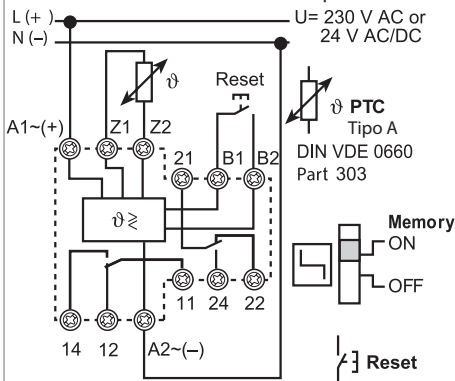 L (+)
U= 230 V AC or
N (–)
24 V AC/DC
ϑ
Reset
ϑ PTC
Tipo A
DIN VDE 0660
Part 303
A1~(+)
Z1
Z2
21
B1
B2
ϑ≷
Memory
ON
OFF
11
24
22
14
12
A2~(–)
Reset